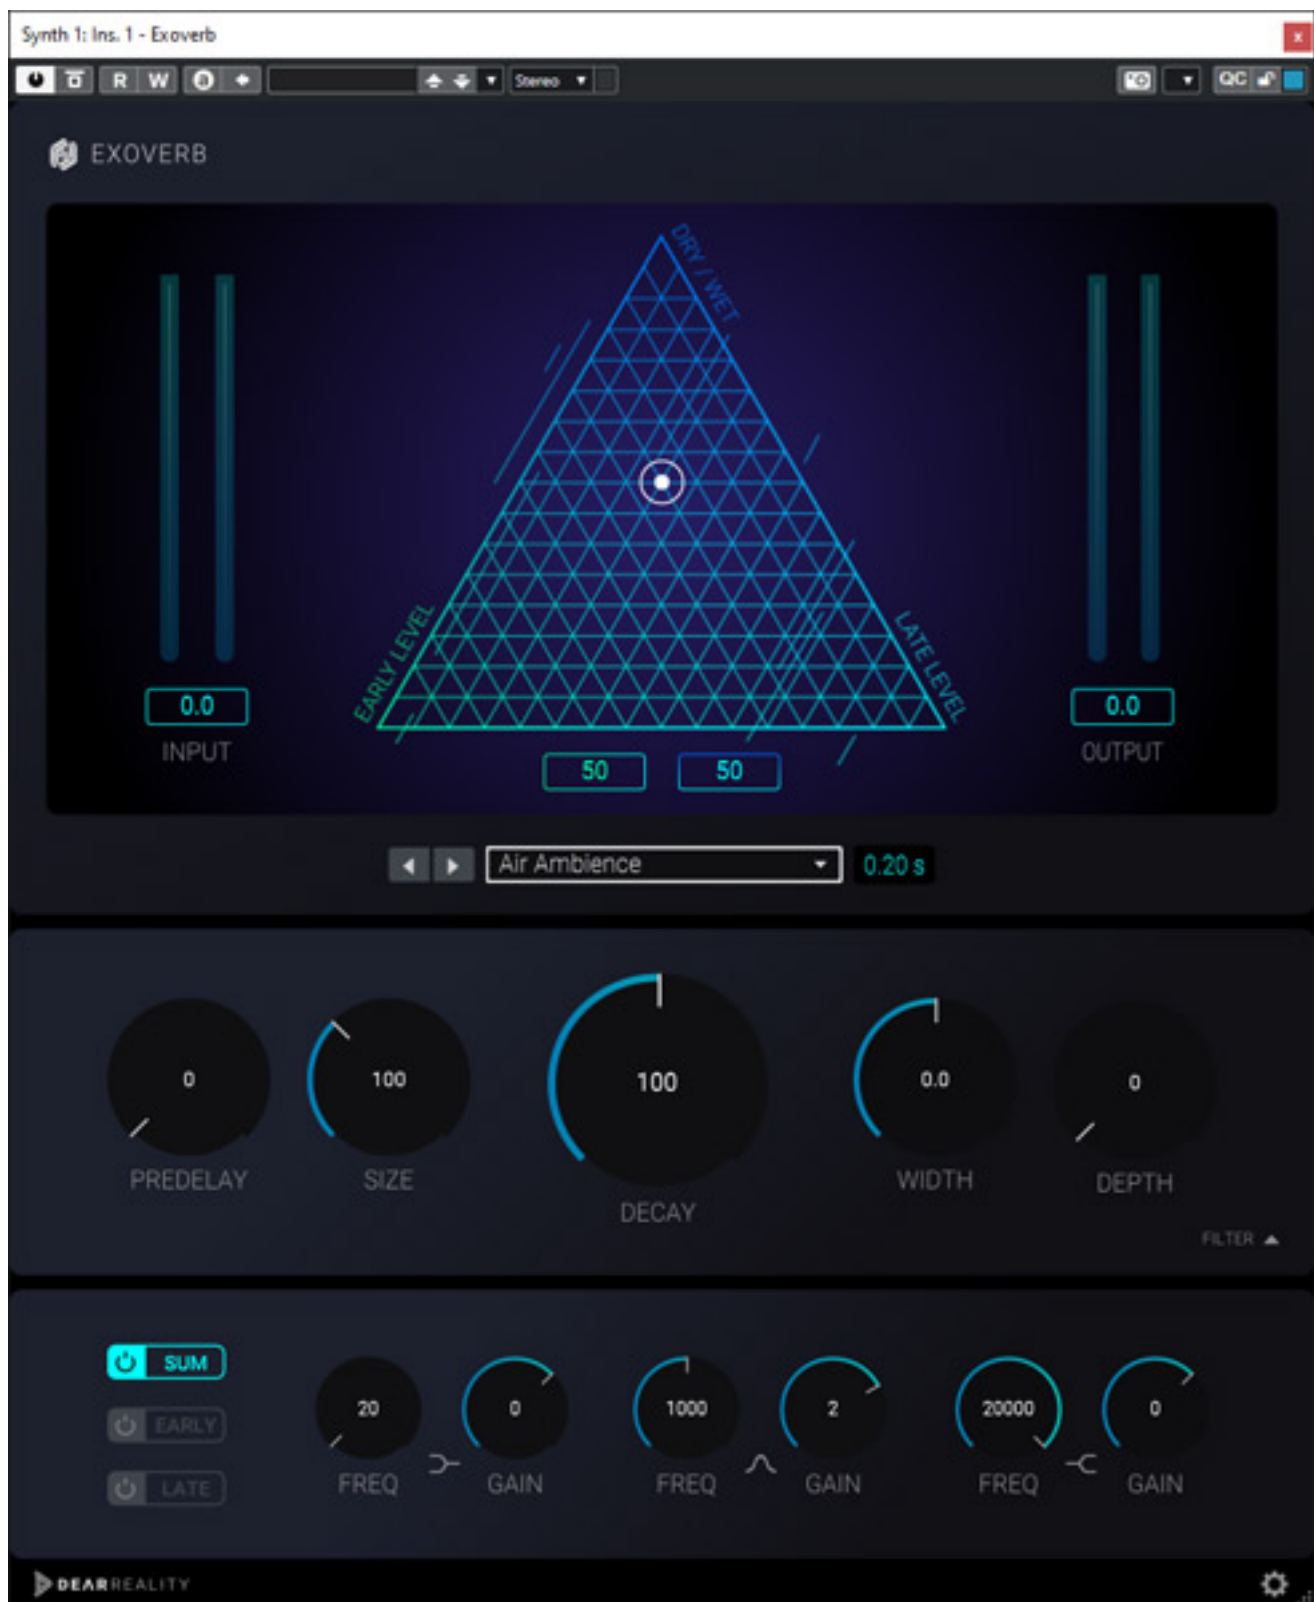 Synth 1: Ins. 1 - Exoverb
x
R W Stereo QC
EXOVERB
DRY / WET
EARLY LEVEL
LATE LEVEL
0.0
INPUT
0.0
OUTPUT
50 50
Air Ambience 0.20 s
0 100 100 0.0 0
PREDELAY SIZE DECAY WIDTH DEPTH
FILTER
SUM
EARLY
LATE
20 0 1000 2 20000 0
FREQ GAIN FREQ GAIN FREQ GAIN
DEARREALITY